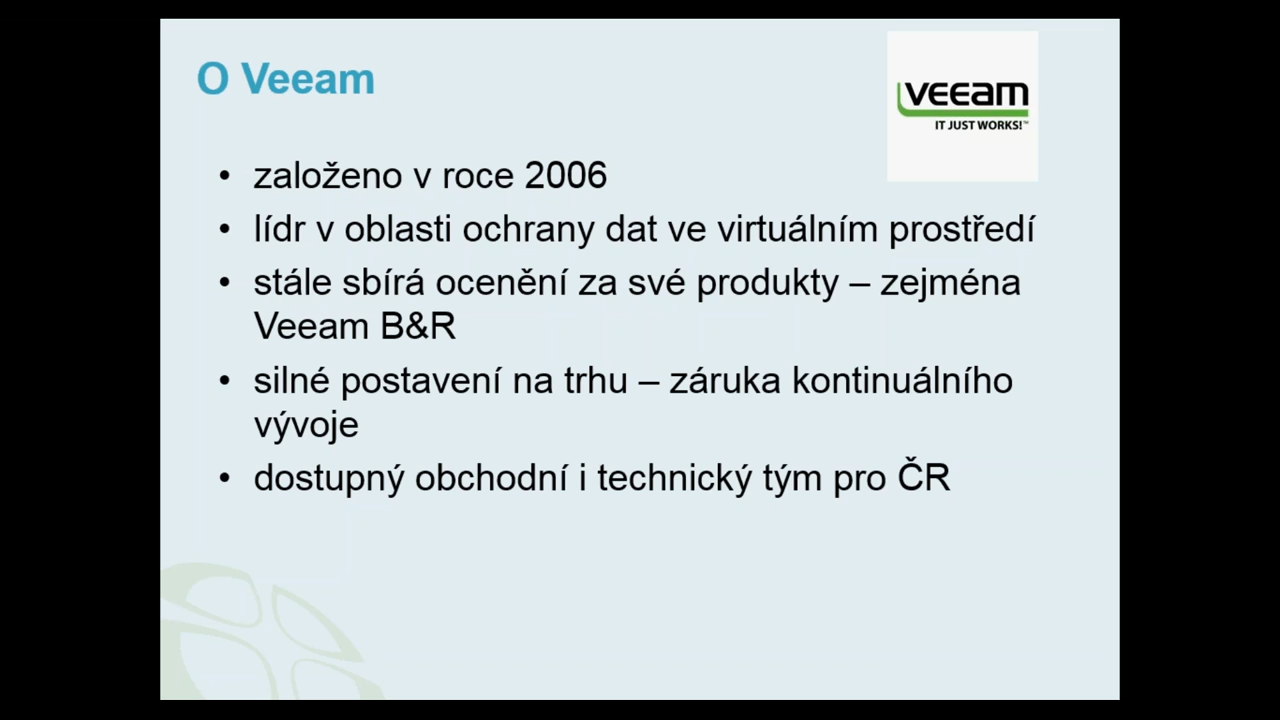 O Veeam
veeam
IT JUST WORKS!™
• založeno v roce 2006
• lídr v oblasti ochrany dat ve virtuálním prostředí
• stále sbírá ocenění za své produkty – zejména
Veeam B&R
• silné postavení na trhu – záruka kontinuálního
vývoje
• dostupný obchodní i technický tým pro ČR